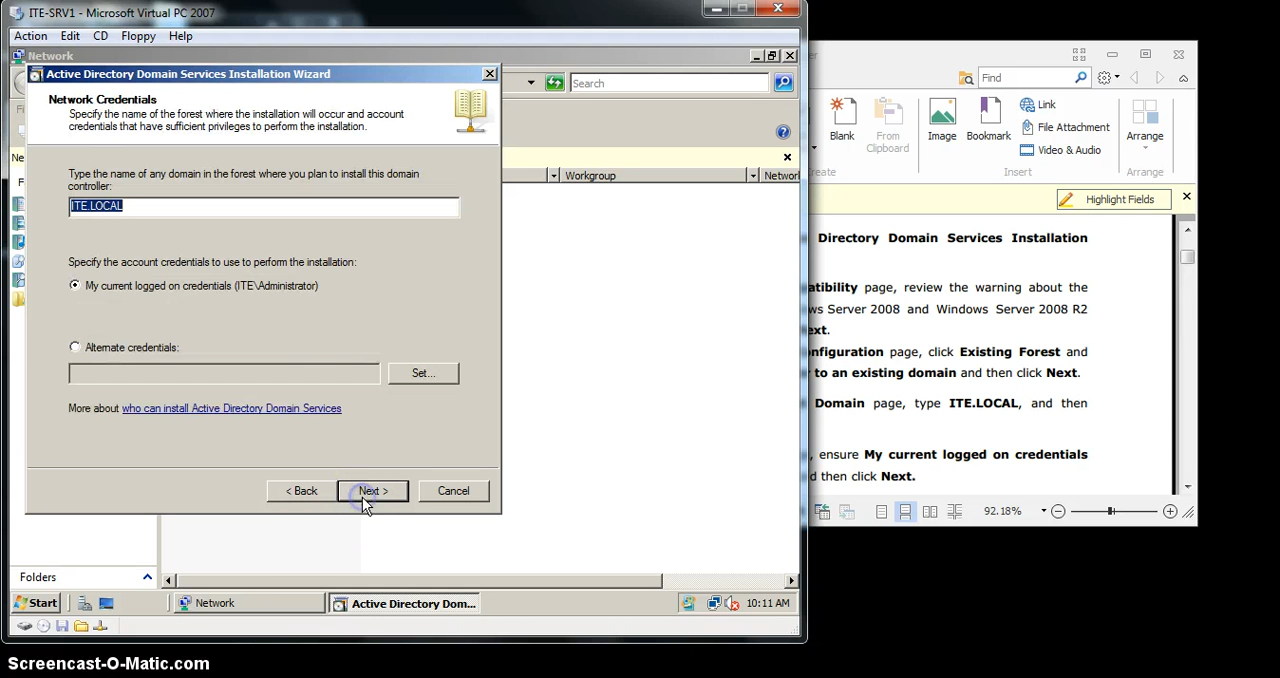 ITE-SRV1 - Microsoft Virtual PC 2007
Action Edit CD Floppy Help
Network
Active Directory Domain Services Installation Wizard
Search
Network Credentials
Specify the name of the forest where the installation will occur and account
credentials that have sufficient privileges to perform the installation.
Workgroup
Network
Type the name of any domain in the forest where you plan to install this domain
controller:
ITE.LOCAL
Specify the account credentials to use to perform the installation:
My current logged on credentials (ITE\Administrator)
Alternate credentials:
Set...
More about who can install Active Directory Domain Services
< Back
Next >
Cancel
Folders
Start
Network
Active Directory Dom...
10:11 AM
Find
Blank
From
Clipboard
Image
Bookmark
Link
File Attachment
Video & Audio
Arrange
Insert
Arrange
Highlight Fields
Directory Domain Services Installation
page, review the warning about the
Server 2008 and Windows Server 2008 R2
page, click Existing Forest and
to an existing domain and then click Next.
Domain page, type ITE.LOCAL, and then
, ensure My current logged on credentials
and then click Next.
92.18%
Screencast-O-Matic.com